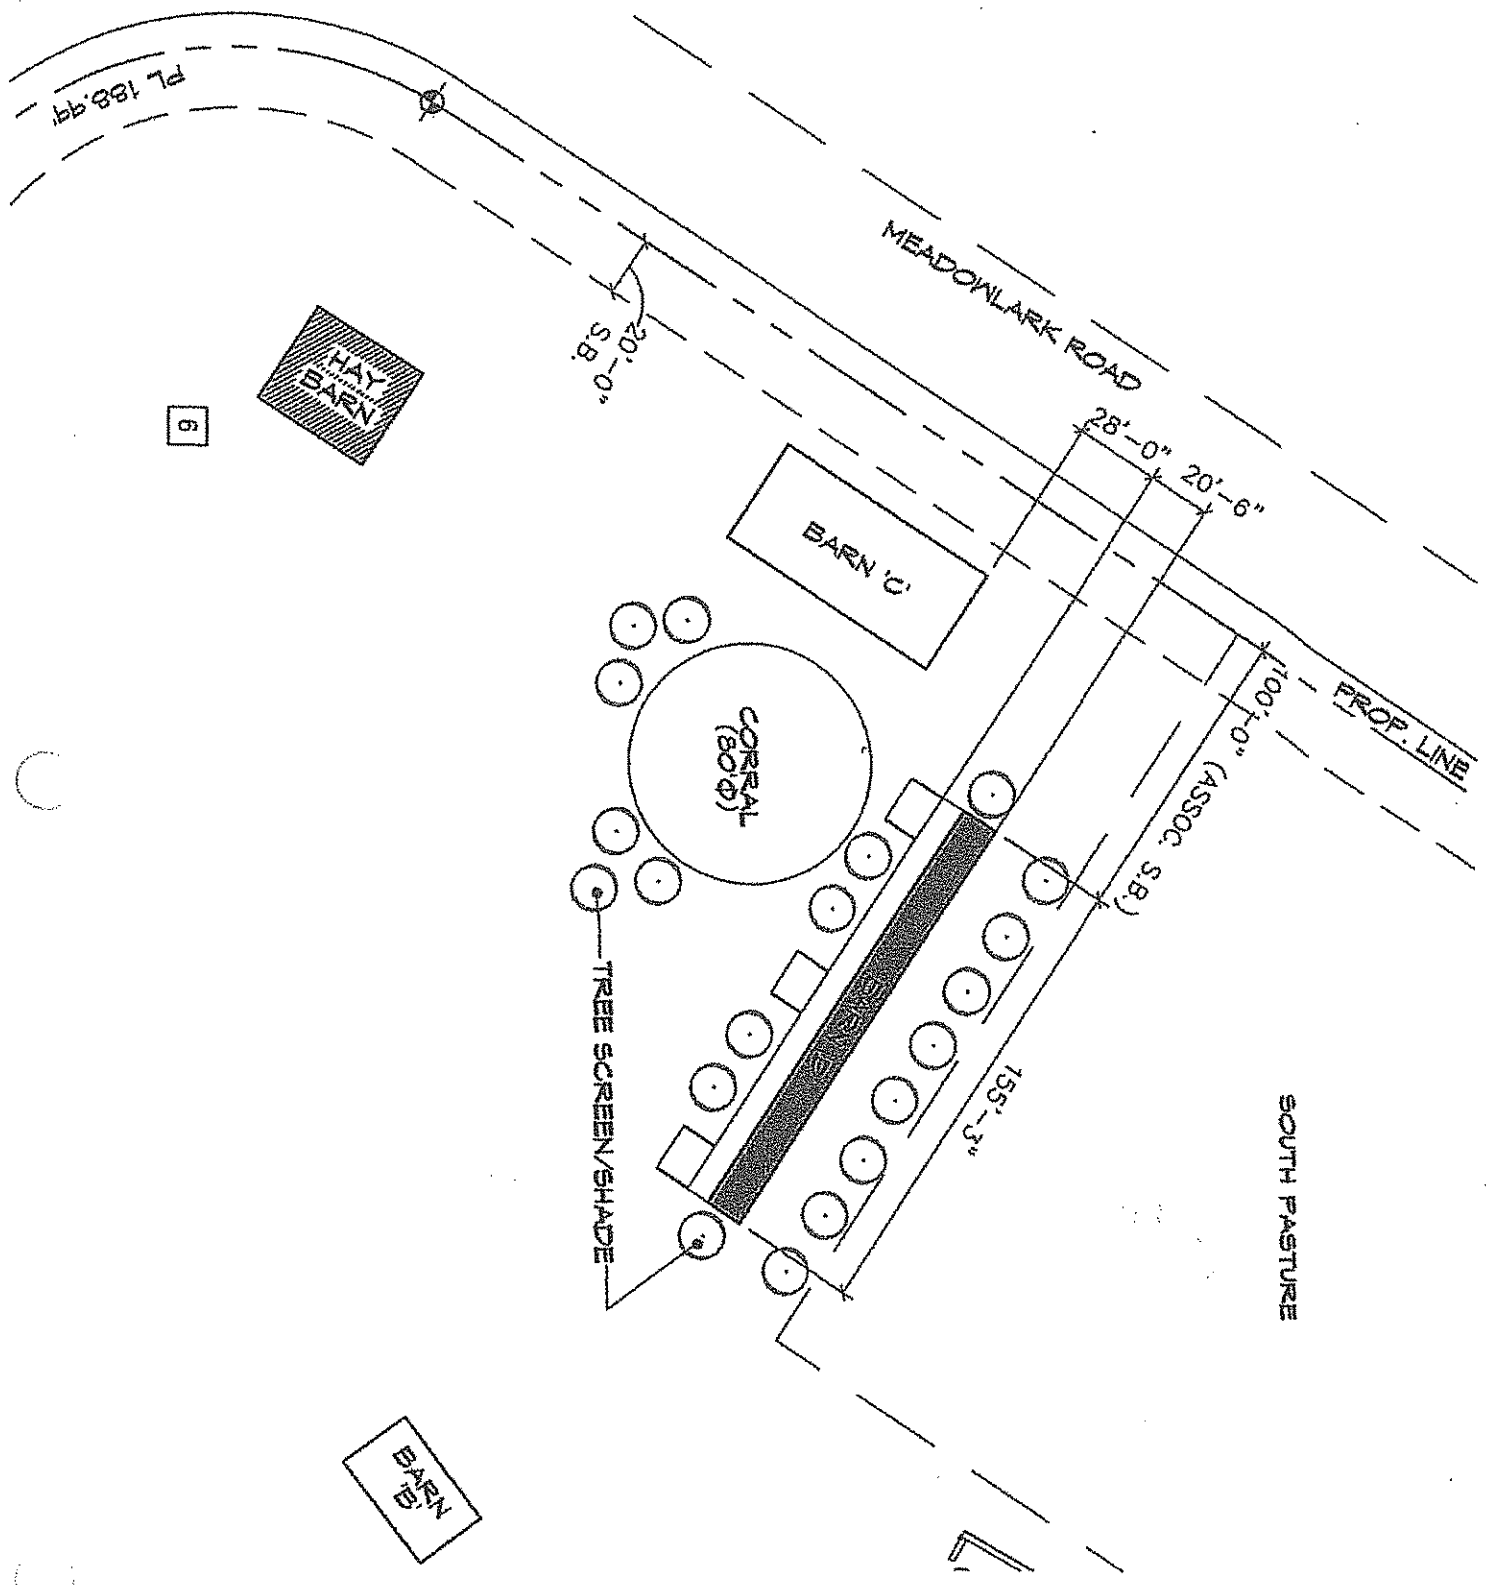 PL 188.99'
MEADOWLARK ROAD
20'-0"
S.B.
HAY
BARN
6
28'-0"
20'-6"
BARN 'C'
PROP. LINE
100'-0" (ASSOC. S.B.)
CORRAL
(80'Ø)
155'-3"
TREE SCREEN/SHADE
SOUTH PASTURE
BARN
'B'